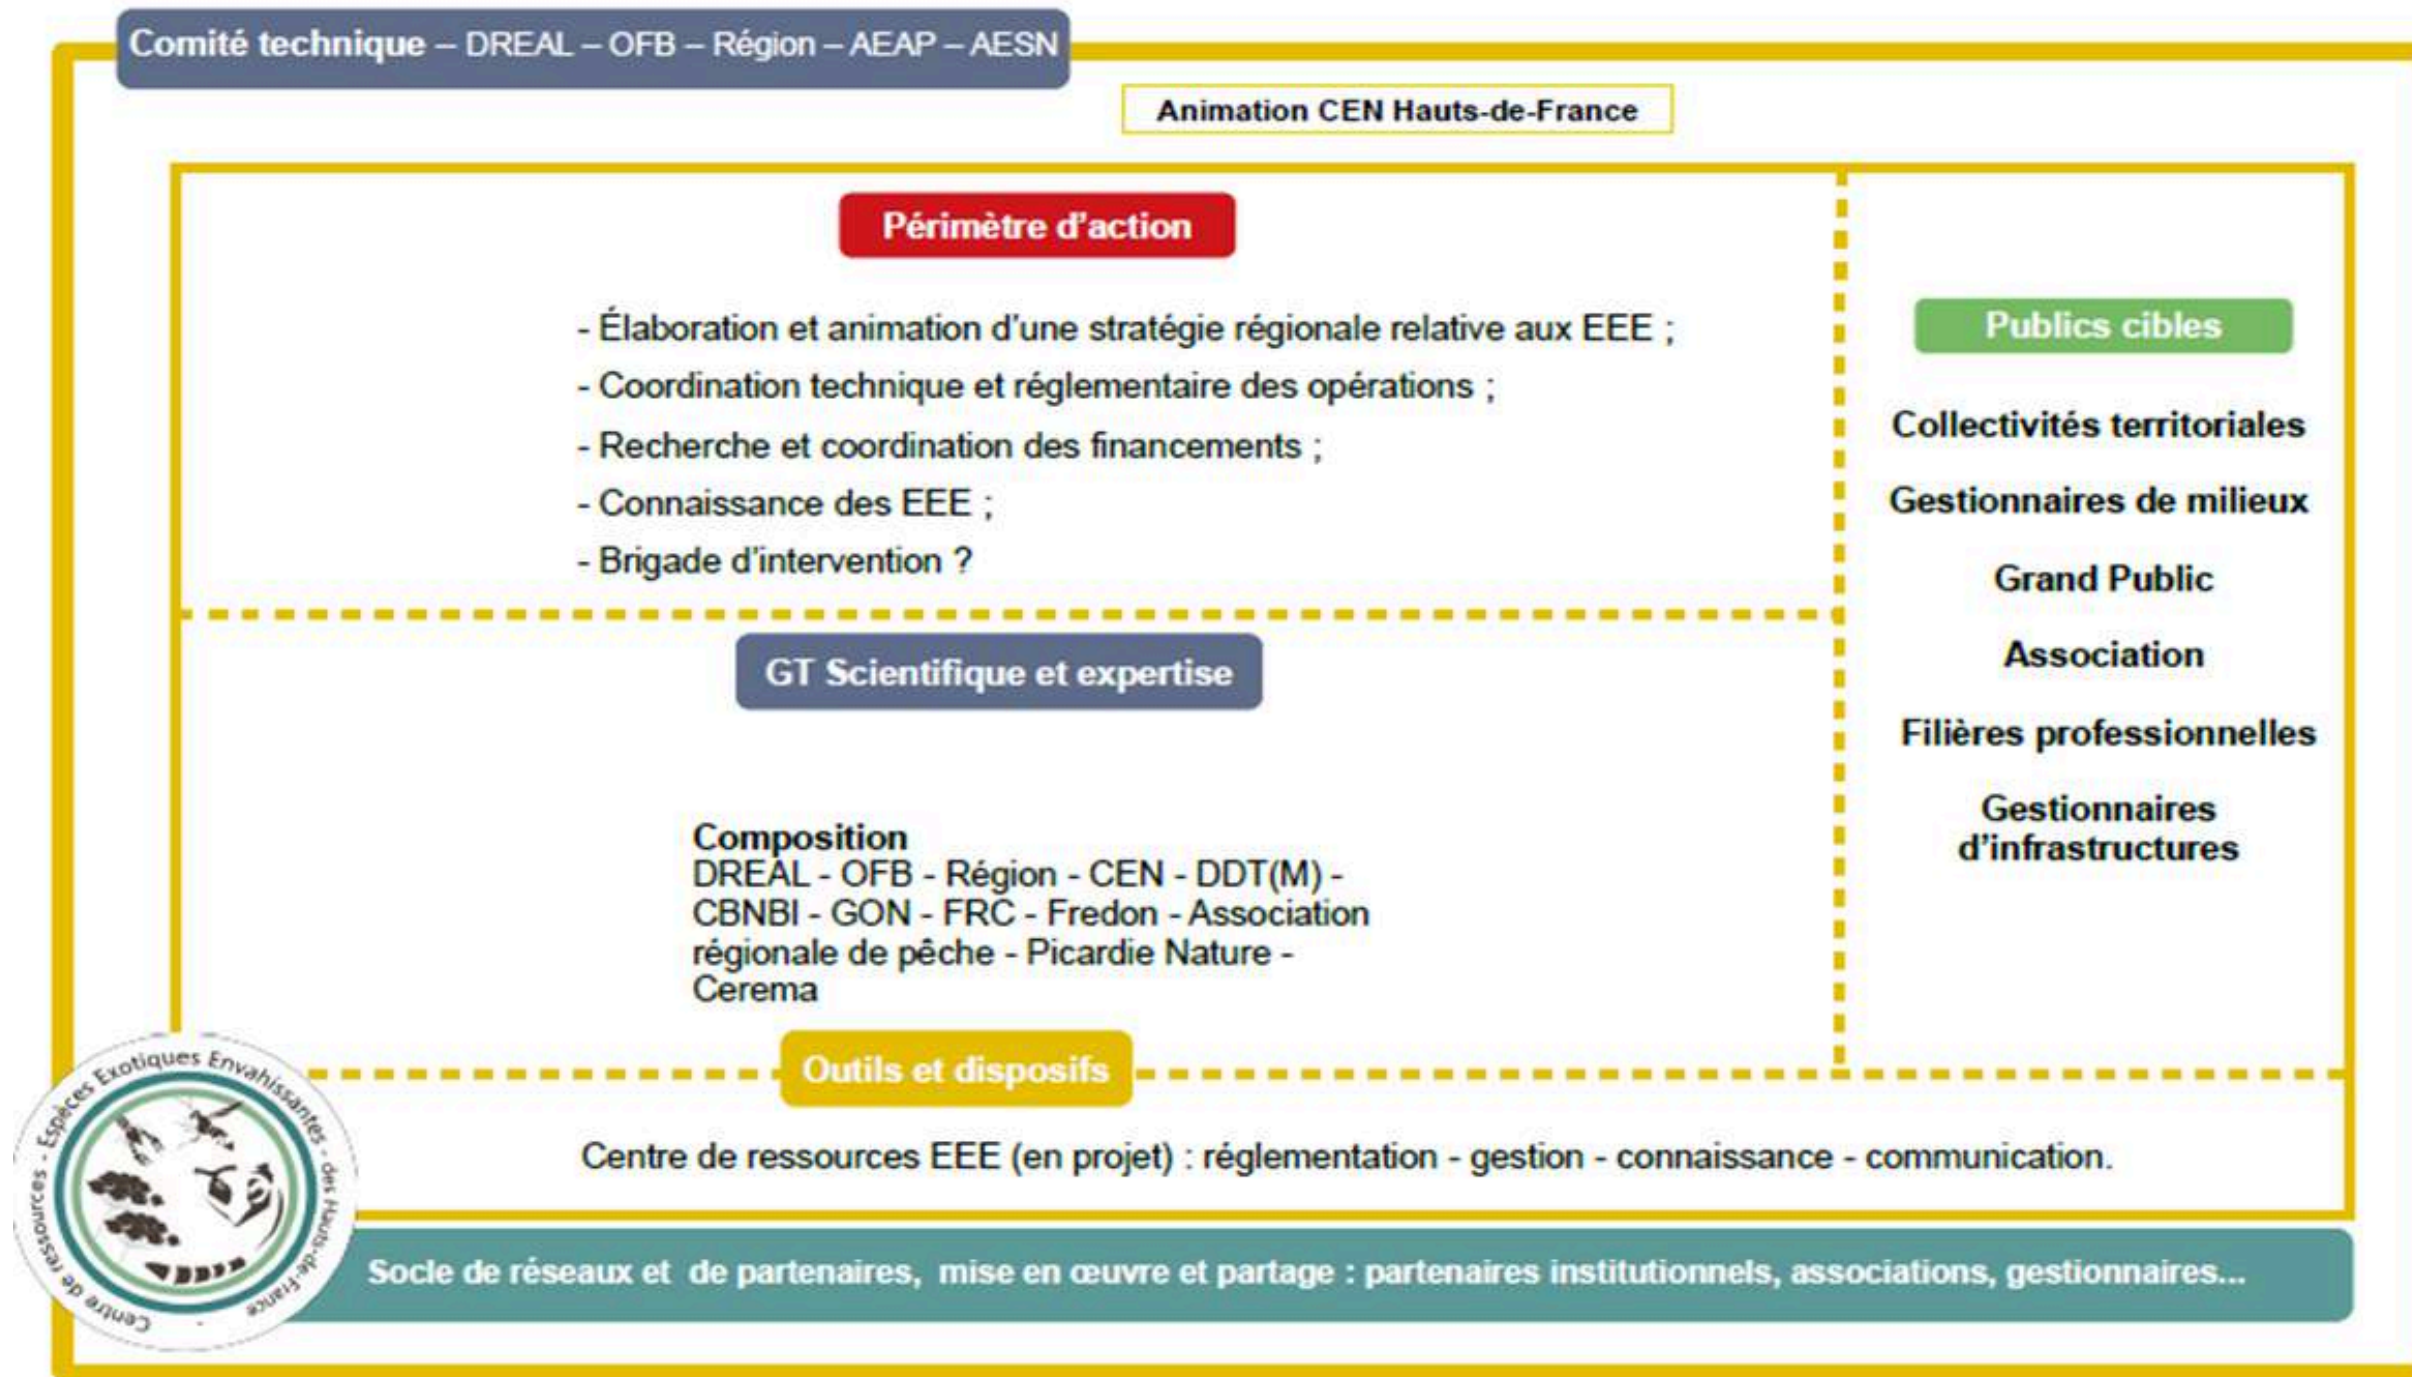 Comité technique – DREAL – OFB – Région – AEAP – AESN
Animation CEN Hauts-de-France
Périmètre d'action
- Élaboration et animation d'une stratégie régionale relative aux EEE ;
- Coordination technique et réglementaire des opérations ;
- Recherche et coordination des financements ;
- Connaissance des EEE ;
- Brigade d'intervention ?
GT Scientifique et expertise
Composition
DREAL - OFB - Région - CEN - DDT(M) -
CBNBI - GON - FRC - Fredon - Association
régionale de pêche - Picardie Nature -
Cerema
Publics cibles
Collectivités territoriales
Gestionnaires de milieux
Grand Public
Association
Filières professionnelles
Gestionnaires
d'infrastructures
Outils et disposifs
Centre de ressources EEE (en projet) : réglementation - gestion - connaissance - communication.
Centre de ressources - Espèces Exotiques Envahissantes - des Hauts-de-France -
Socle de réseaux et de partenaires, mise en œuvre et partage : partenaires institutionnels, associations, gestionnaires...